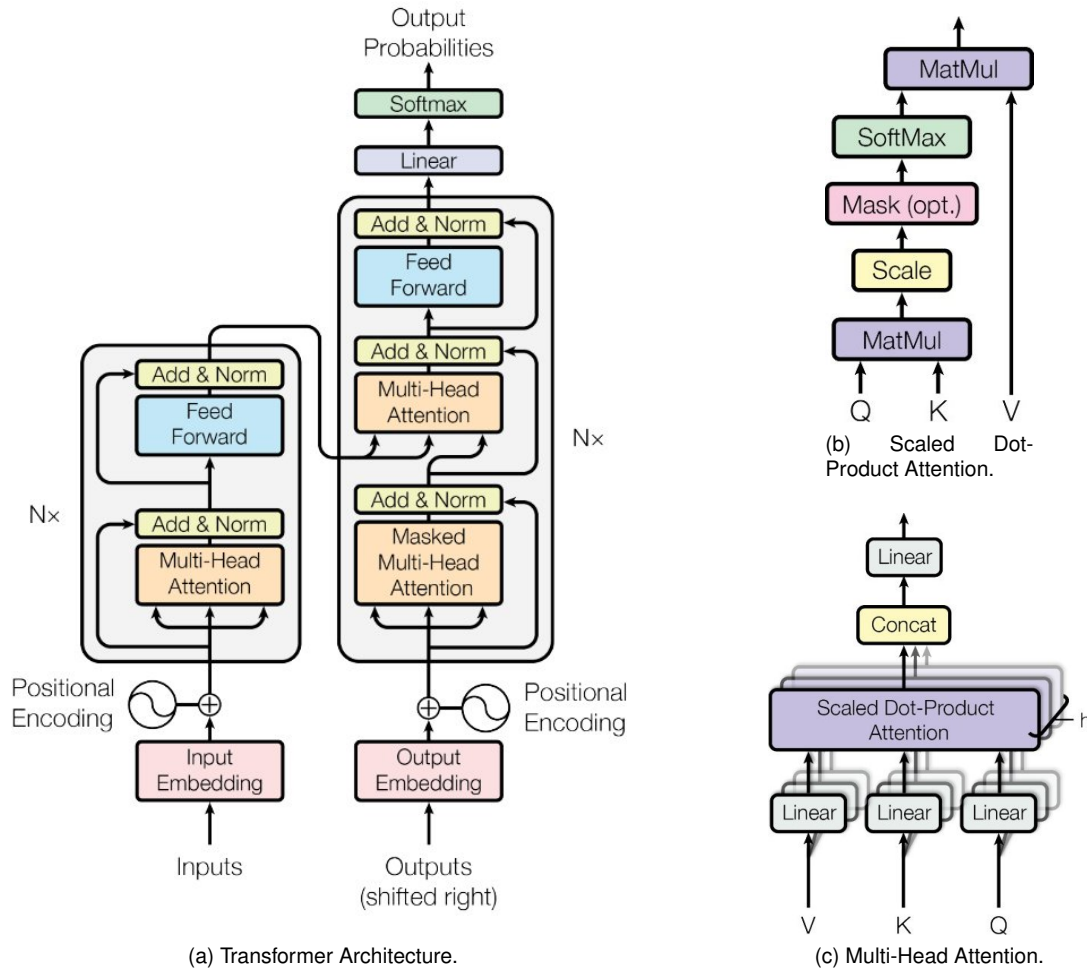 Output
Probabilities
Softmax
Linear
Add & Norm
Feed
Forward
Add & Norm
Multi-Head
Attention
Add & Norm
Masked
Multi-Head
Attention
N×
Add & Norm
Feed
Forward
Add & Norm
Multi-Head
Attention
N×
Positional
Encoding
Positional
Encoding
Input
Embedding
Output
Embedding
Inputs
Outputs
(shifted right)
(a) Transformer Architecture.
MatMul
SoftMax
Mask (opt.)
Scale
MatMul
Q K V
(b) Scaled Dot-
Product Attention.
Linear
Concat
Scaled Dot-Product
Attention
h
Linear Linear Linear
V K Q
(c) Multi-Head Attention.